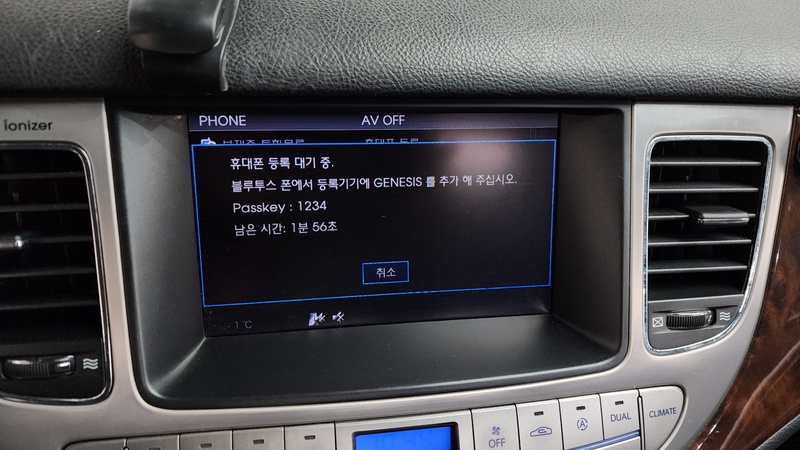 ionizer
PHONE AV OFF
휴대폰 등록 대기 중.
블루투스 폰에서 등록기기에 GENESIS 를 추가 해 주십시오.
Passkey : 1234
남은 시간: 1분 56초
취소
-1°C
OFF
A
DUAL
CLIMATE